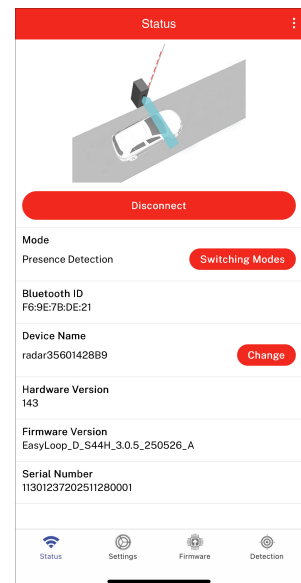 Status
Disconnect
Mode
Presence Detection
Switching Modes
Bluetooth ID
F6:9E:7B:DE:21
Device Name
radar35601428B9
Change
Hardware Version
143
Firmware Version
EasyLoop_D_S44H_3.0.5_250526_A
Serial Number
11301237202511280001
Status
Settings
Firmware
Detection